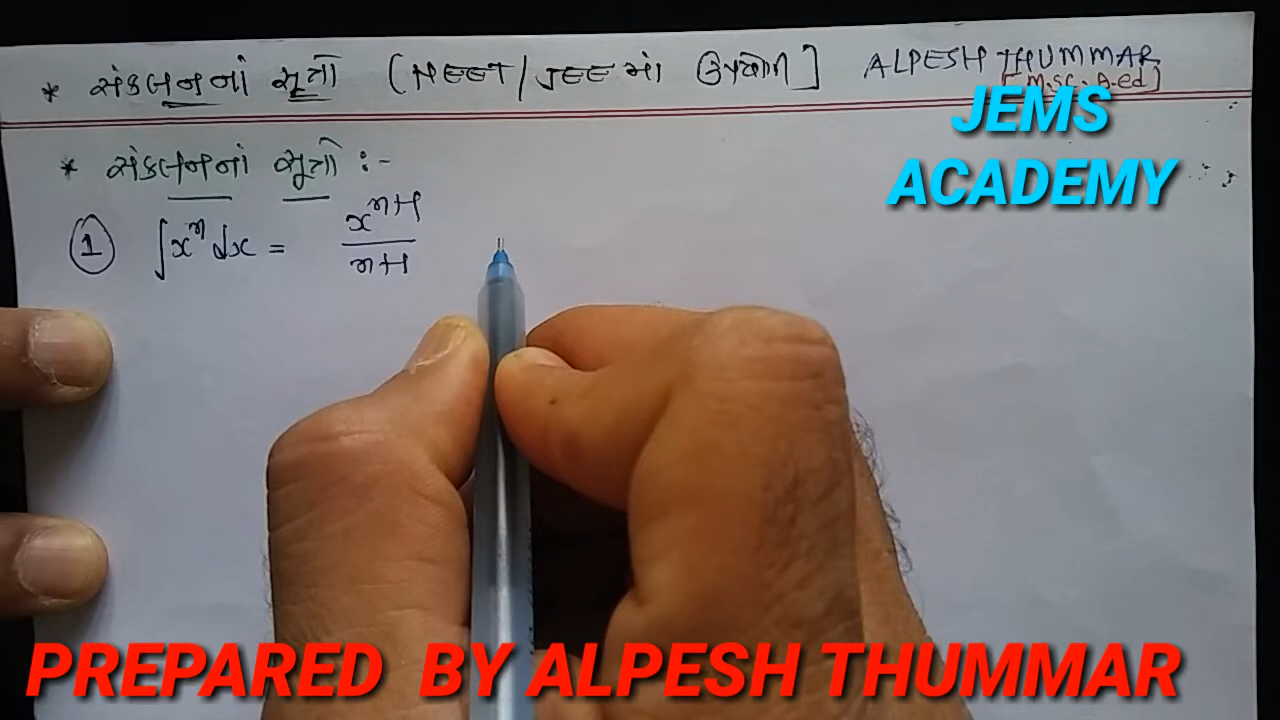 * સંકલનનાં સૂત્રો (NEET/JEE માં ઉપયોગ] ALPESH THUMMAR
[M.sc. B.ed]
JEMS
ACADEMY
* સંકલનનાં સૂત્રો :-
① ∫xⁿ dx = xⁿ⁺¹/n+1
PREPARED BY ALPESH THUMMAR